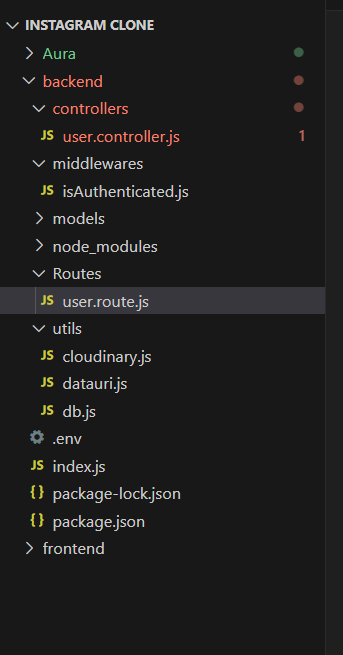 INSTAGRAM CLONE
Aura
backend
controllers
JS user.controller.js 1
middlewares
JS isAuthenticated.js
models
node_modules
Routes
JS user.route.js
utils
JS cloudinary.js
JS datauri.js
JS db.js
.env
JS index.js
{} package-lock.json
{} package.json
frontend